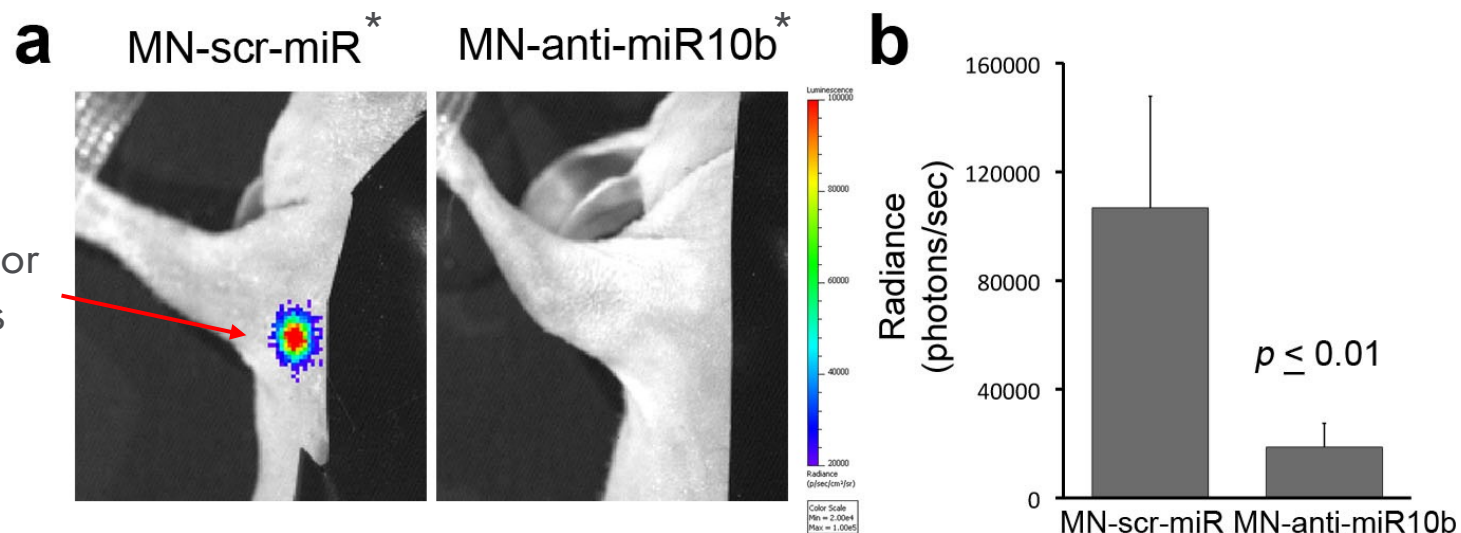 a
MN-scr-miR*
MN-anti-miR10b*
or
s
Luminescence
100000
80000
60000
40000
20000
Radiance
(p/sec/cm²/sr)
Color Scale
Min = 2.00e4
Max = 1.00e5
b
160000
120000
80000
40000
0
Radiance
(photons/sec)
p ≤ 0.01
MN-scr-miR MN-anti-miR10b